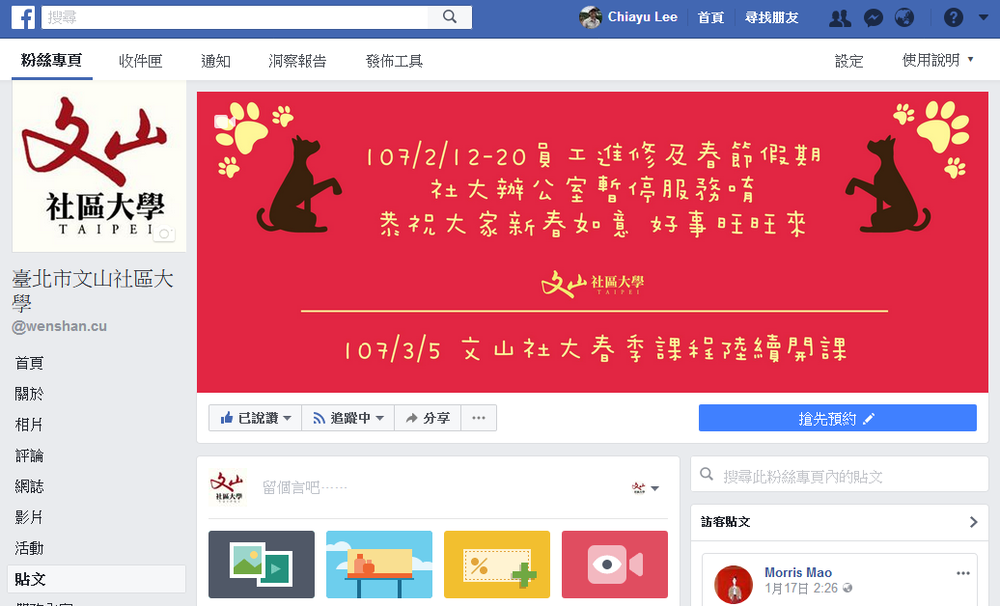 搜尋
Chiayu Lee
首頁
尋找朋友
粉絲專頁
收件匣
通知
洞察報告
發佈工具
設定
使用說明
文山
社區大學
TAIPEI
臺北市文山社區大
學
@wenshan.cu
首頁
關於
相片
評論
網誌
影片
活動
貼文
107/2/12-20員工進修及春節假期
社大辦公室暫停服務唷
恭祝大家新春如意 好事旺旺來
文山 社區大學
TAIPEI
107/3/5 文山社大春季課程陸續開課
已說讚
追蹤中
分享
搶先預約
文山
社區大學
留個言吧……
搜尋此粉絲專頁內的貼文
訪客貼文
Morris Mao
1月17日 2:26